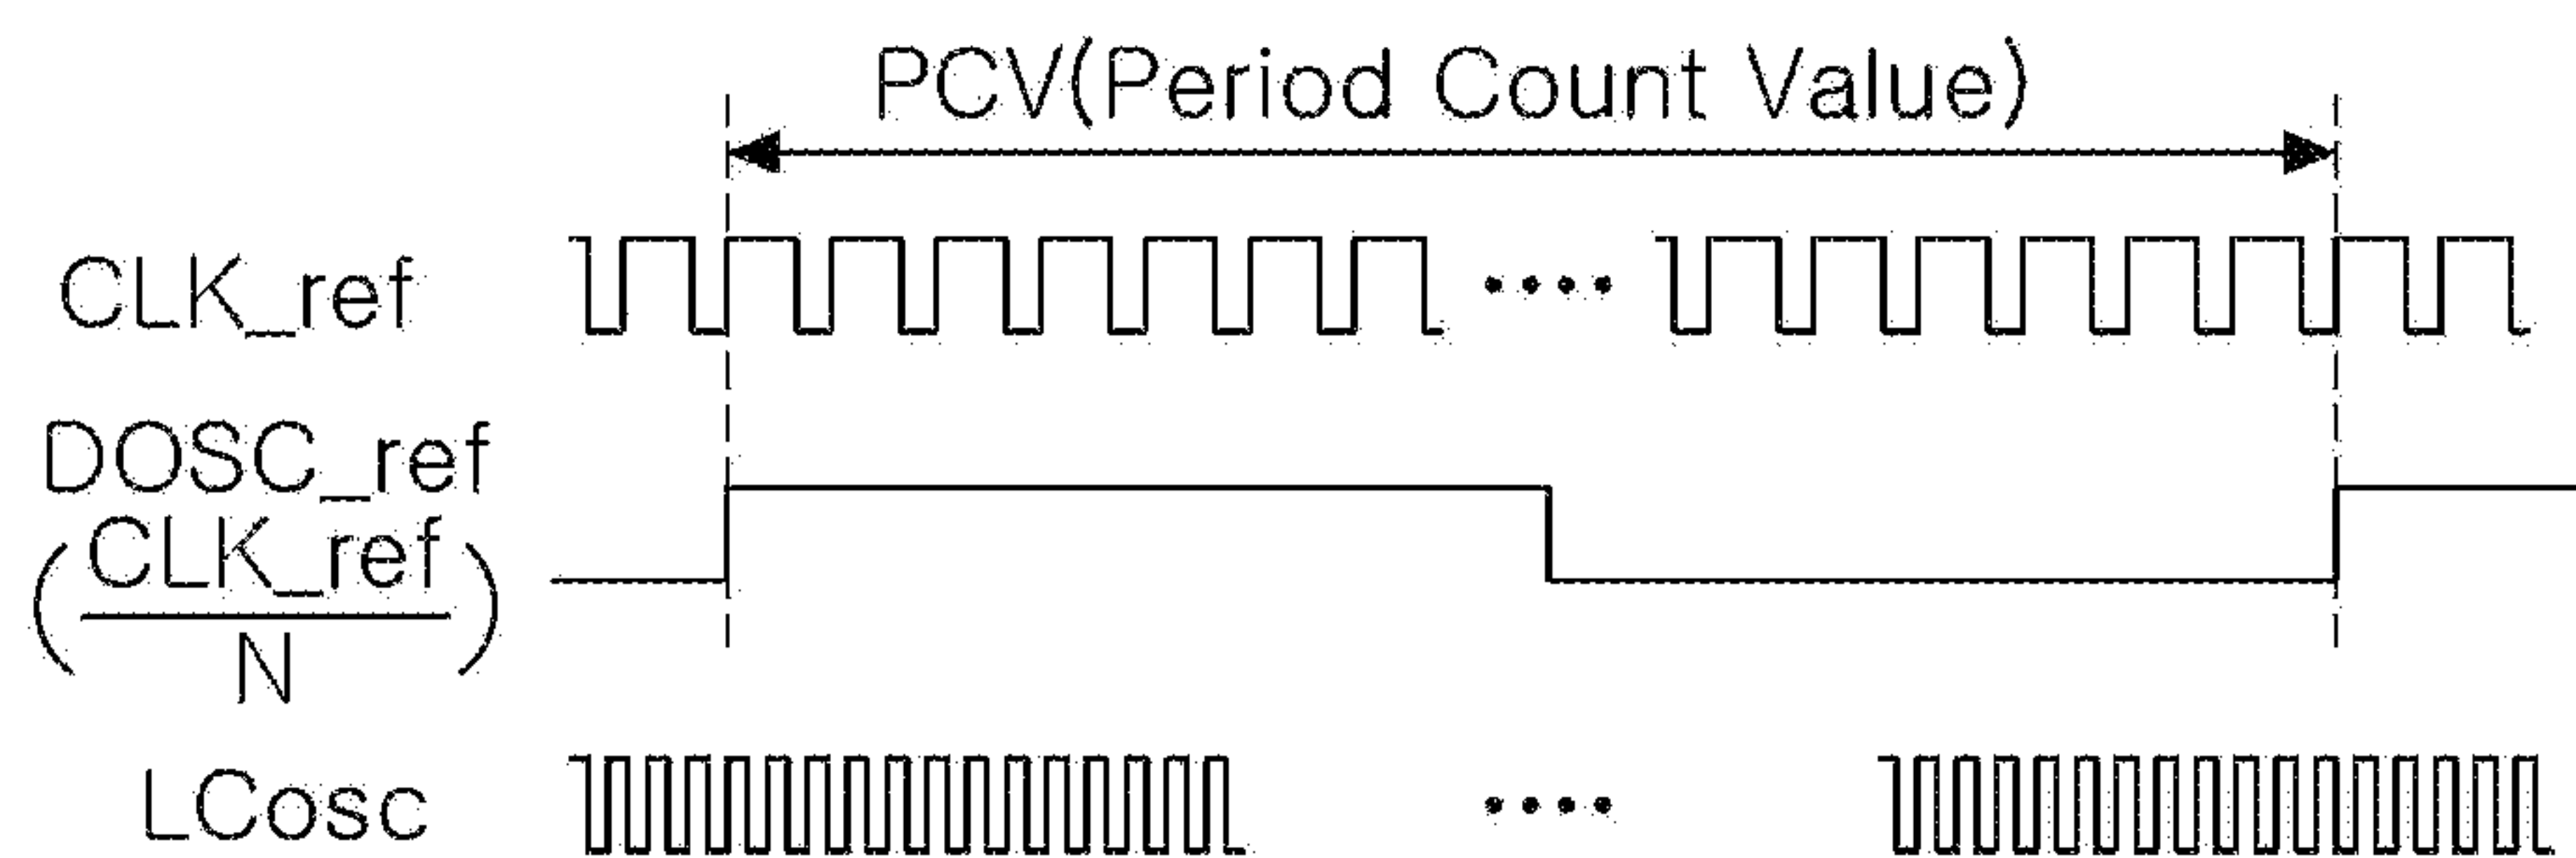 PCV(Period Count Value)
CLK_ref
DOSC_ref
(CLK_ref
N)
LCosc